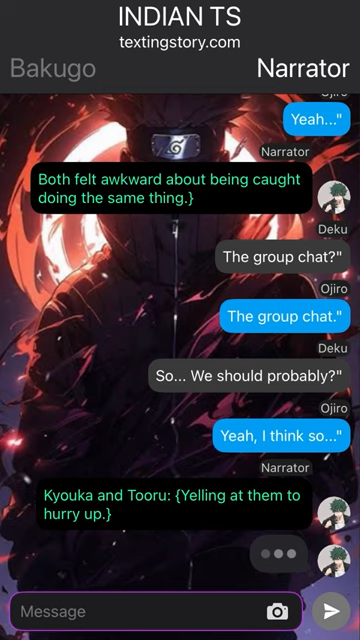 INDIAN TS
textingstory.com
Bakugo
Narrator
Ojiro
Yeah..."
Narrator
Both felt awkward about being caught
doing the same thing.}
Deku
The group chat?"
Ojiro
The group chat."
Deku
So... We should probably?"
Ojiro
Yeah, I think so..."
Narrator
Kyouka and Tooru: {Yelling at them to
hurry up.}
Message